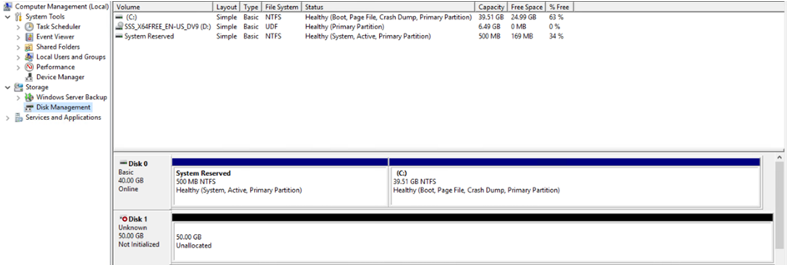 Computer Management (Local)
System Tools
Task Scheduler
Event Viewer
Shared Folders
Local Users and Groups
Performance
Device Manager
Storage
Windows Server Backup
Disk Management
Services and Applications
Volume Layout Type File System Status Capacity Free Space % Free
(C:) Simple Basic NTFS Healthy (Boot, Page File, Crash Dump, Primary Partition) 39.51 GB 24.99 GB 63 %
SSS_X64FREE_EN-US_DV9 (D:) Simple Basic UDF Healthy (Primary Partition) 6.49 GB 0 MB 0 %
System Reserved Simple Basic NTFS Healthy (System, Active, Primary Partition) 500 MB 169 MB 34 %
Disk 0
Basic
40.00 GB
Online
System Reserved
500 MB NTFS
Healthy (System, Active, Primary Partition)
(C:)
39.51 GB NTFS
Healthy (Boot, Page File, Crash Dump, Primary Partition)
Disk 1
Unknown
50.00 GB
Not Initialized
50.00 GB
Unallocated